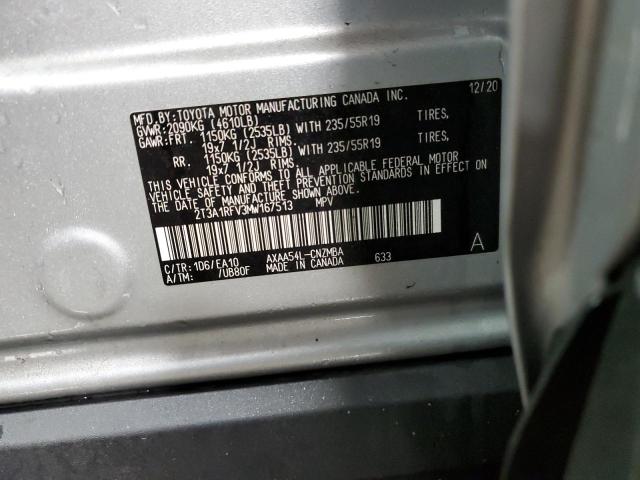 MFD.BY:TOYOTA MOTOR MANUFACTURING CANADA INC. 12/20
GVWR:2090KG (4610LB)
GAWR:FRT. 1150KG (2535LB) WITH 235/55R19 TIRES,
19x7 1/2J RIMS.
RR. 1150KG (2535LB) WITH 235/55R19 TIRES,
19x7 1/2J RIMS.
THIS VEHICLE CONFORMS TO ALL APPLICABLE FEDERAL MOTOR
VEHICLE SAFETY AND THEFT PREVENTION STANDARDS IN EFFECT ON
THE DATE OF MANUFACTURE SHOWN ABOVE.
2T3A1RFV3MW167513 MPV
A
C/TR:1D6/EA10 AXAA54L-CNZMBA 633
A/TM: /UB80F MADE IN CANADA